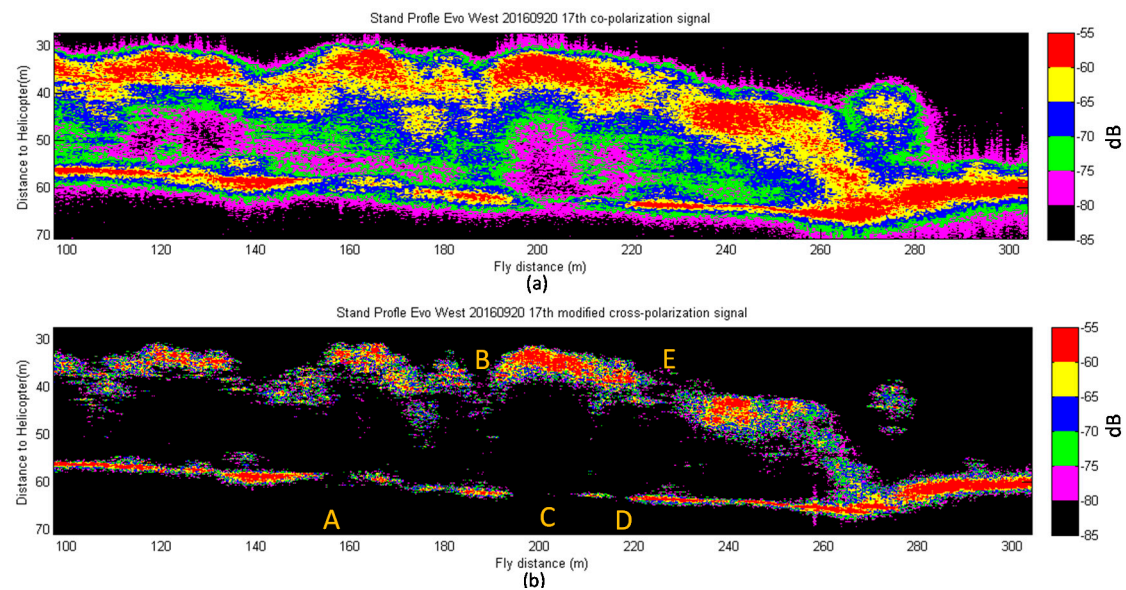 Stand Profle Evo West 20160920 17th co-polarization signal
Distance to Helicopter(m)
30
40
50
60
70
100 120 140 160 180 200 220 240 260 280 300
Fly distance (m)
(a)
-55
-60
-65
-70
-75
-80
-85
dB
Stand Profle Evo West 20160920 17th modified cross-polarization signal
Distance to Helicopter(m)
30
40
50
60
70
B E
A C D
100 120 140 160 180 200 220 240 260 280 300
Fly distance (m)
(b)
-55
-60
-65
-70
-75
-80
-85
dB